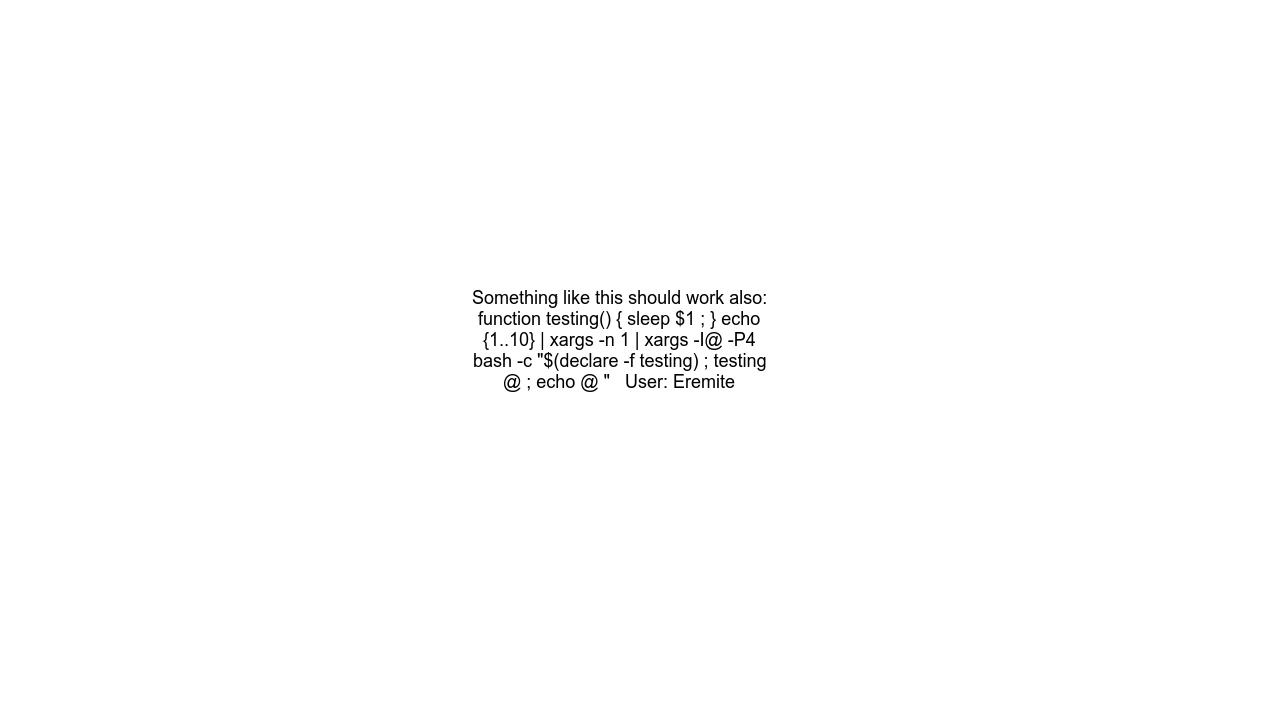 Something like this should work also:
function testing() { sleep $1 ; } echo
{1..10} | xargs -n 1 | xargs -I@ -P4
bash -c "$(declare -f testing) ; testing
@ ; echo @ "   User: Eremite